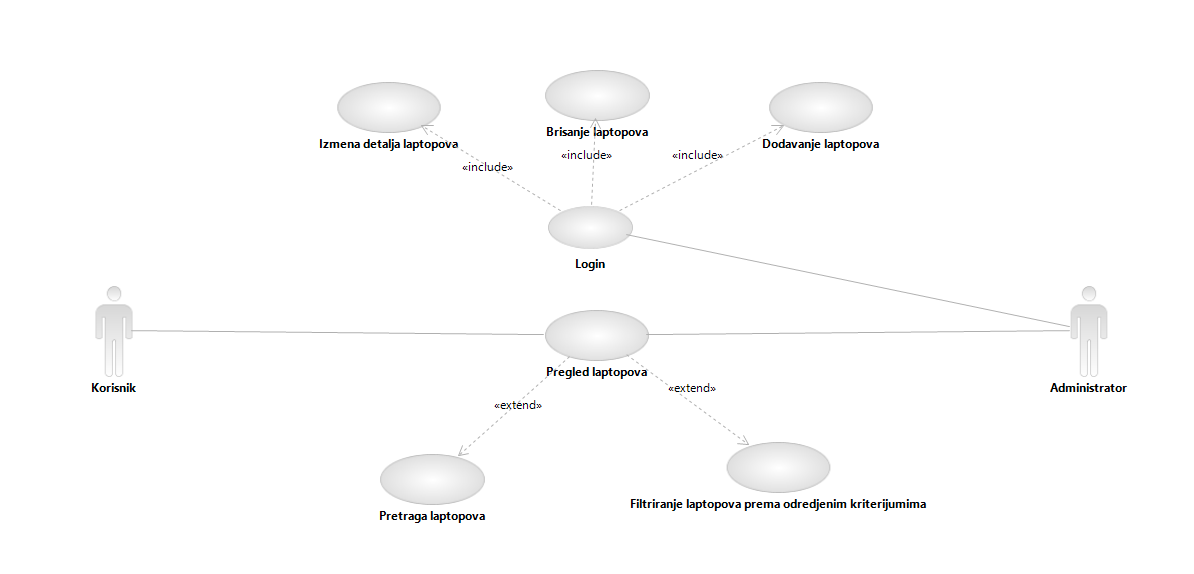 Brisanje laptopova
Izmena detalja laptopova
Dodavanje laptopova
«include»
«include»
«include»
Login
Pregled laptopova
Korisnik
Administrator
«extend»
«extend»
Filtriranje laptopova prema odredjenim kriterijumima
Pretraga laptopova